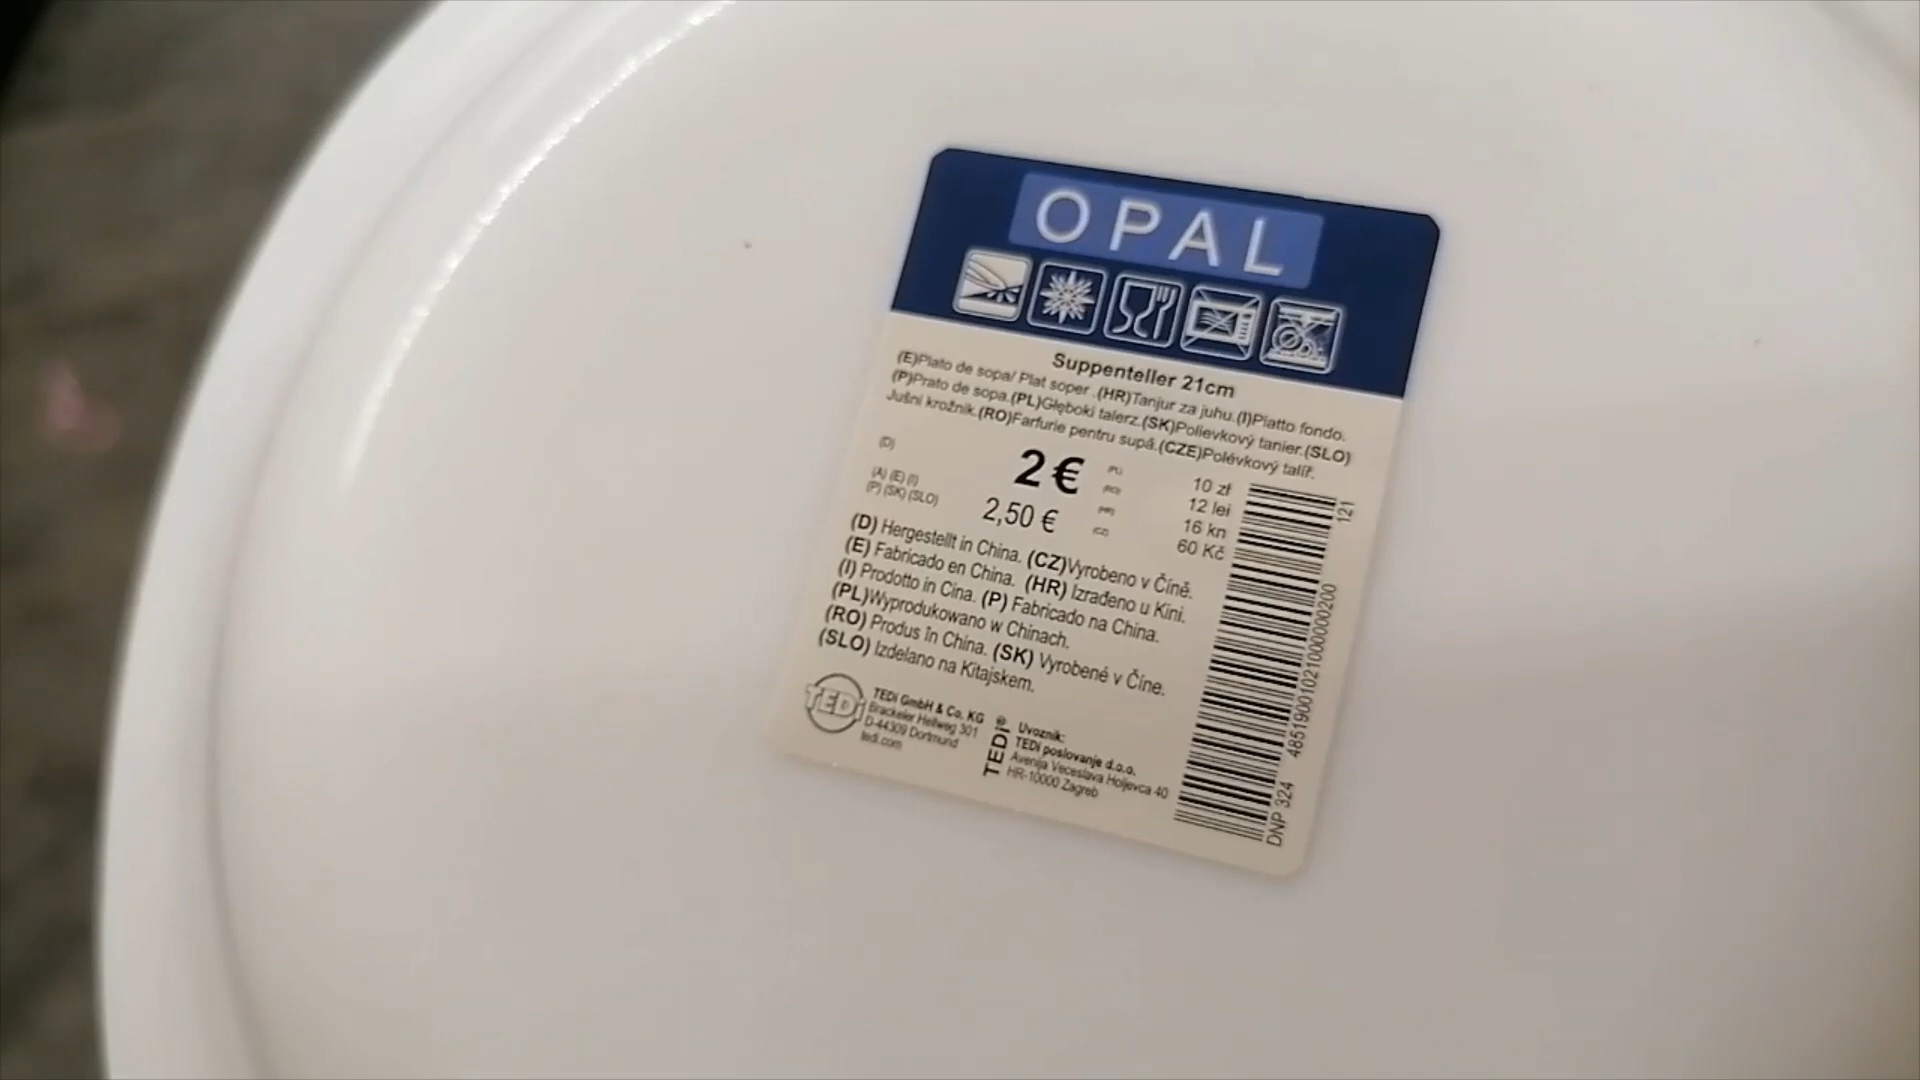 OPAL
Suppenteller 21cm
(E)Plato de sopa/ Plat soper .(HR)Tanjur za juhu.(I)Piatto fondo.
(P)Prato de sopa.(PL)Głęboki talerz.(SK)Polievkový tanier.(SLO)
Jušni krožnik.(RO)Farfurie pentru supă.(CZE)Polévkový talíř.
(D) 2 € (PL) 10 zł
(RO) 12 lei
(A) (E) (I)
(P) (SK) (SLO) 2,50 € (HR) 16 kn
(CZ) 60 Kč
(D) Hergestellt in China. (CZ)Vyrobeno v Číně.
(E) Fabricado en China. (HR) Izrađeno u Kini.
(I) Prodotto in Cina. (P) Fabricado na China.
(PL)Wyprodukowano w Chinach.
(RO) Produs în China. (SK) Vyrobené v Číne.
(SLO) Izdelano na Kitajskem.
TEDi
TEDi GmbH & Co. KG
Brackeler Hellweg 301
D-44309 Dortmund
tedi.com
TEDi®
Uvoznik:
TEDi poslovanje d.o.o.
Avenija Veceslava Holjevca 40
HR-10000 Zagreb
121
4851900102100000200
DNP 324